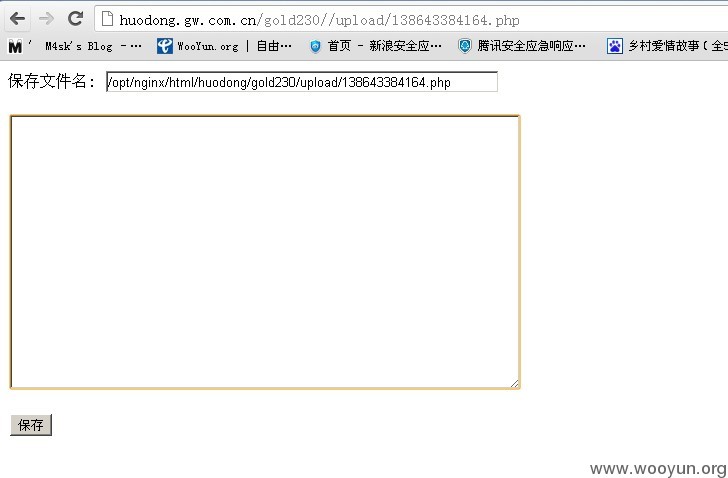 huodong.gw.com.cn/gold230//upload/138643384164.php
M4sk's Blog - … WooYun.org | 自由… 首页 - 新浪安全应… 腾讯安全应急响应… 乡村爱情故事 ( 全5
保存文件名: /opt/nginx/html/huodong/gold230/upload/138643384164.php
保存
www.wooyun.org